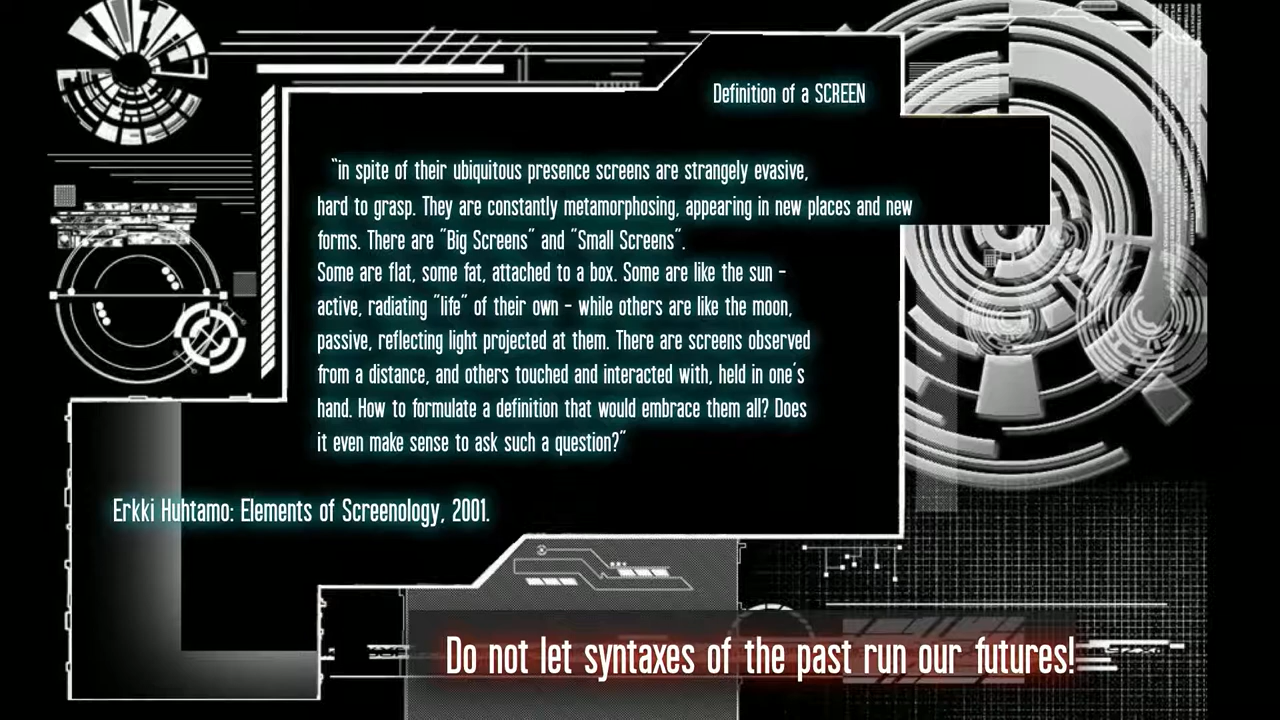 Definition of a SCREEN
"in spite of their ubiquitous presence screens are strangely evasive,
hard to grasp. They are constantly metamorphosing, appearing in new places and new
forms. There are "Big Screens" and "Small Screens".
Some are flat, some fat, attached to a box. Some are like the sun -
active, radiating "life" of their own - while others are like the moon,
passive, reflecting light projected at them. There are screens observed
from a distance, and others touched and interacted with, held in one's
hand. How to formulate a definition that would embrace them all? Does
it even make sense to ask such a question?"
Erkki Huhtamo: Elements of Screenology, 2001.
Do not let syntaxes of the past run our futures!